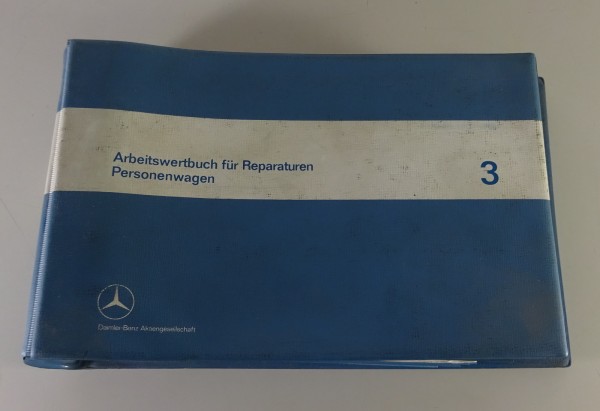 Arbeitswertbuch für Reparaturen
Personenwagen
3
Daimler-Benz Aktiengesellschaft